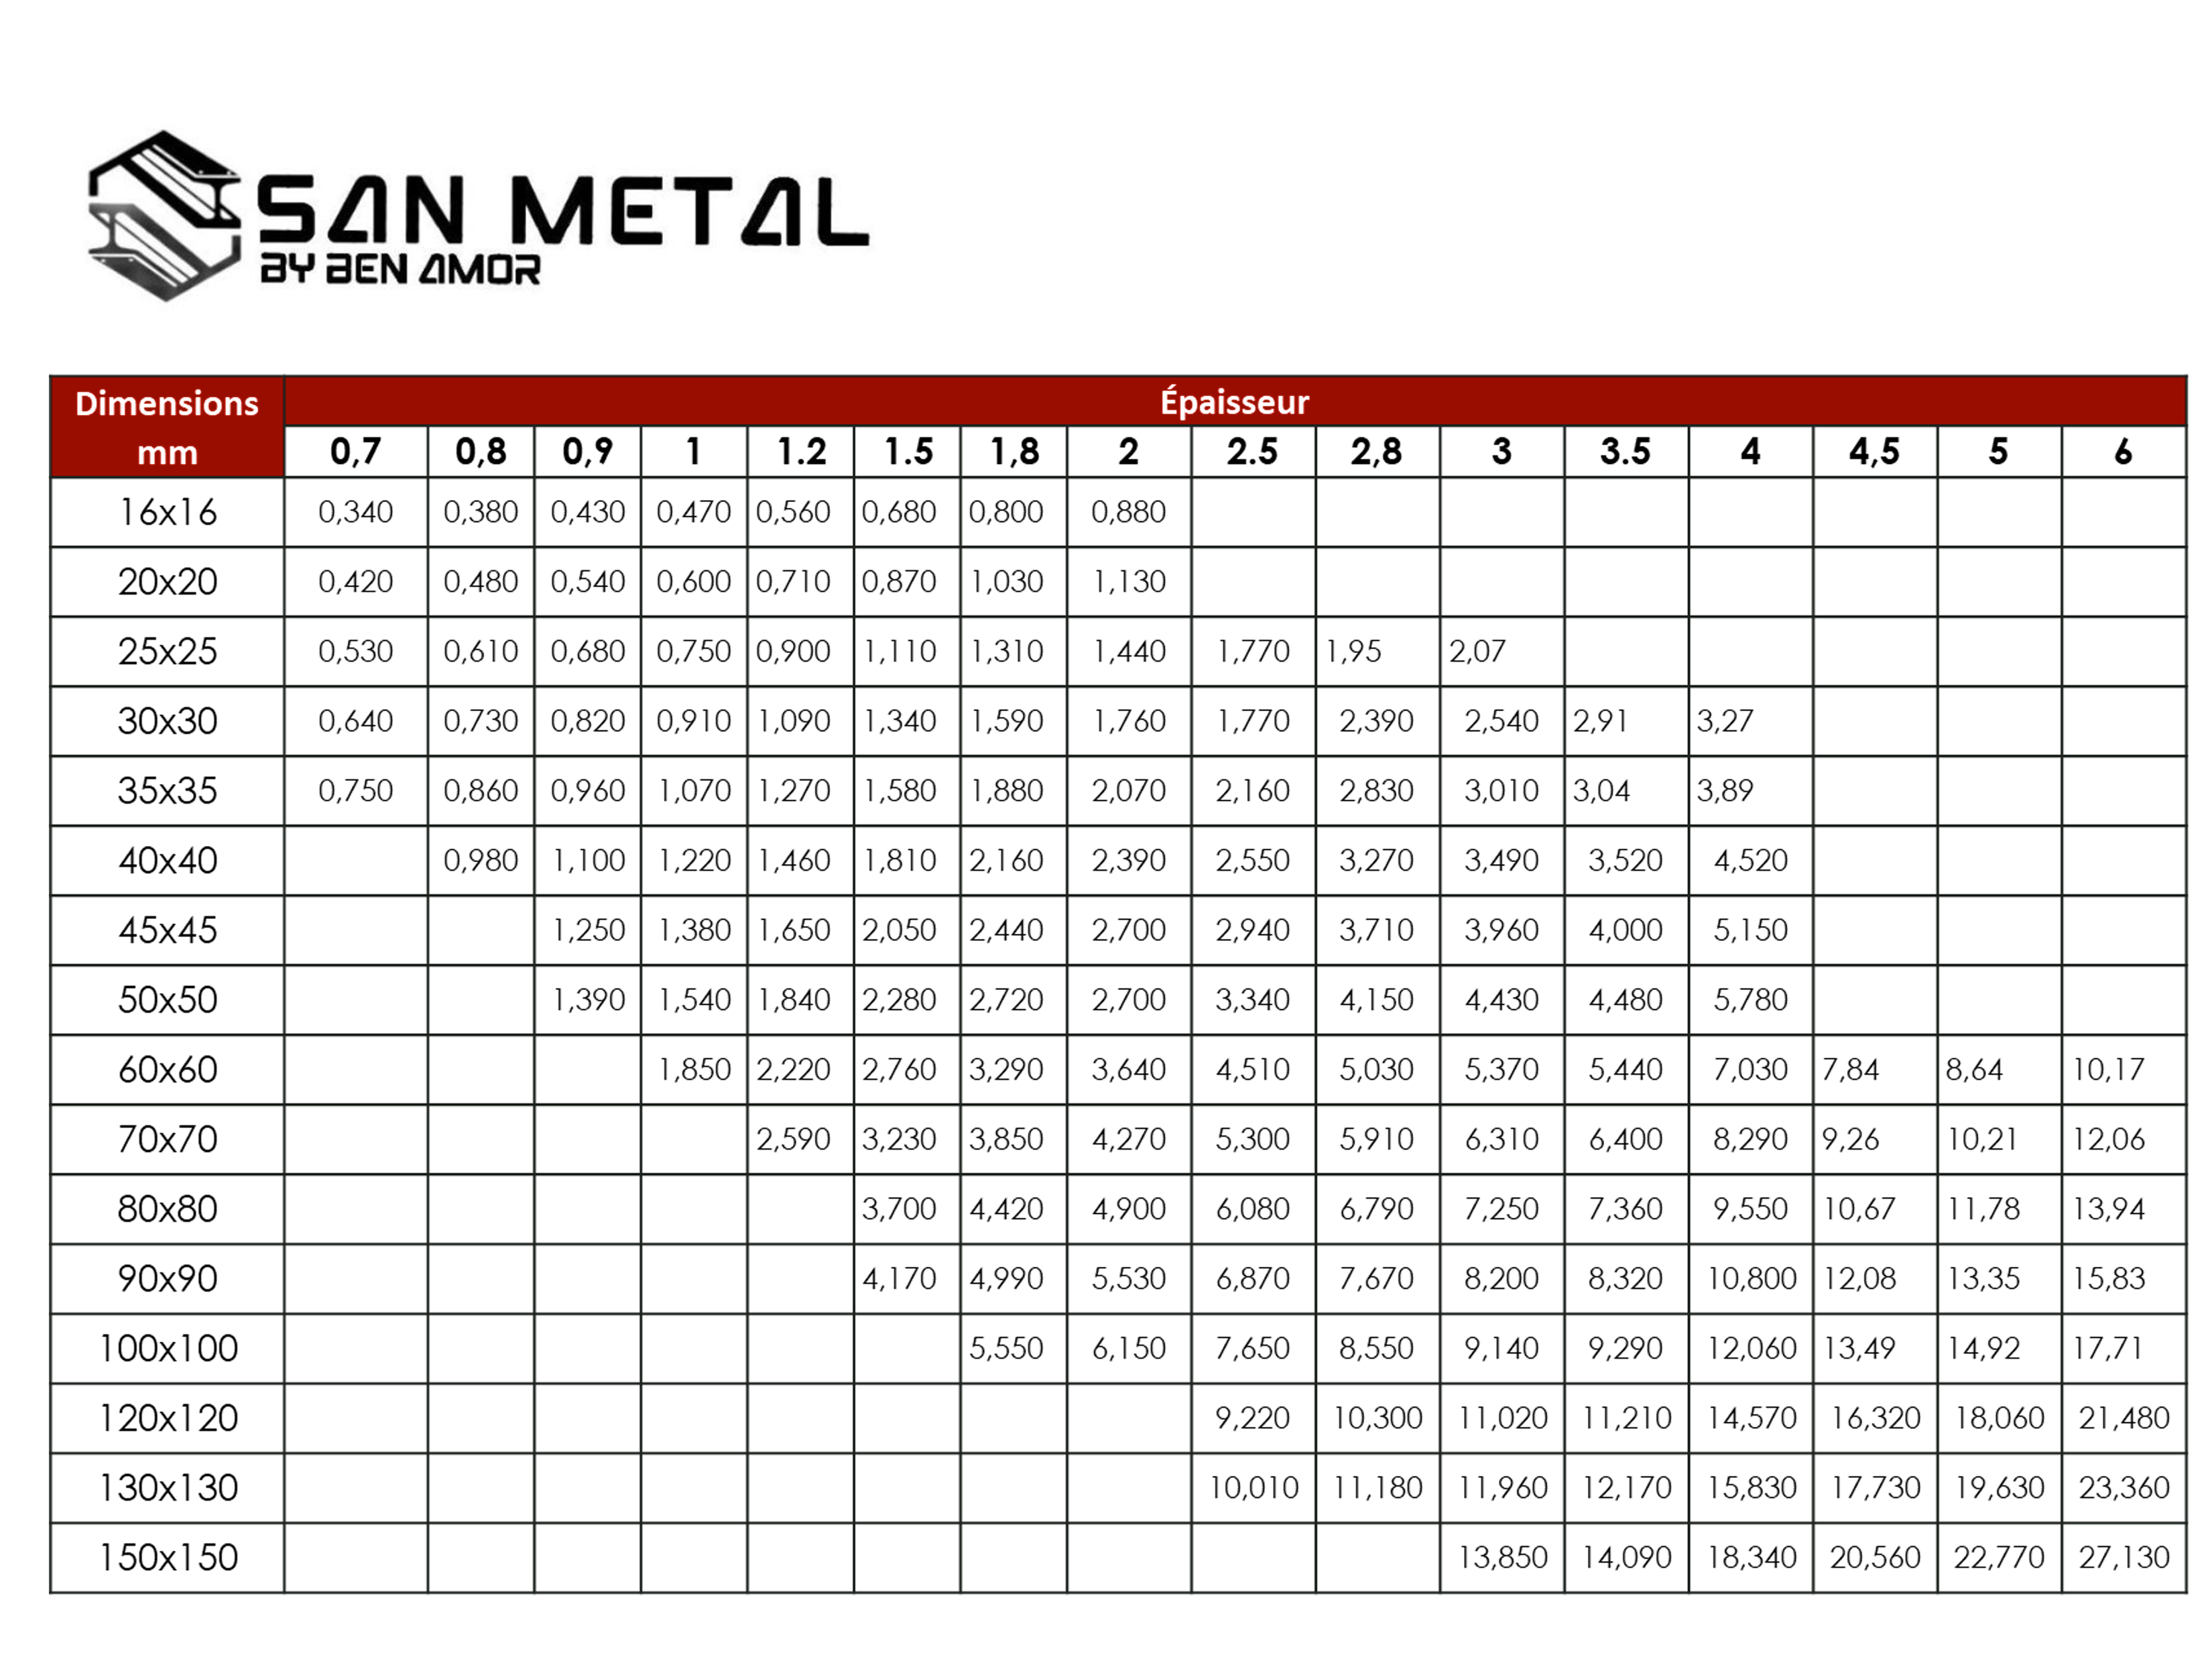 SAN METAL
BY BEN AMOR
Dimensions mm Épaisseur
0,7 0,8 0,9 1 1.2 1.5 1,8 2 2.5 2,8 3 3.5 4 4,5 5 6
16x16 0,340 0,380 0,430 0,470 0,560 0,680 0,800 0,880
20x20 0,420 0,480 0,540 0,600 0,710 0,870 1,030 1,130
25x25 0,530 0,610 0,680 0,750 0,900 1,110 1,310 1,440 1,770 1,95 2,07
30x30 0,640 0,730 0,820 0,910 1,090 1,340 1,590 1,760 1,770 2,390 2,540 2,91 3,27
35x35 0,750 0,860 0,960 1,070 1,270 1,580 1,880 2,070 2,160 2,830 3,010 3,04 3,89
40x40 0,980 1,100 1,220 1,460 1,810 2,160 2,390 2,550 3,270 3,490 3,520 4,520
45x45 1,250 1,380 1,650 2,050 2,440 2,700 2,940 3,710 3,960 4,000 5,150
50x50 1,390 1,540 1,840 2,280 2,720 2,700 3,340 4,150 4,430 4,480 5,780
60x60 1,850 2,220 2,760 3,290 3,640 4,510 5,030 5,370 5,440 7,030 7,84 8,64 10,17
70x70 2,590 3,230 3,850 4,270 5,300 5,910 6,310 6,400 8,290 9,26 10,21 12,06
80x80 3,700 4,420 4,900 6,080 6,790 7,250 7,360 9,550 10,67 11,78 13,94
90x90 4,170 4,990 5,530 6,870 7,670 8,200 8,320 10,800 12,08 13,35 15,83
100x100 5,550 6,150 7,650 8,550 9,140 9,290 12,060 13,49 14,92 17,71
120x120 9,220 10,300 11,020 11,210 14,570 16,320 18,060 21,480
130x130 10,010 11,180 11,960 12,170 15,830 17,730 19,630 23,360
150x150 13,850 14,090 18,340 20,560 22,770 27,130